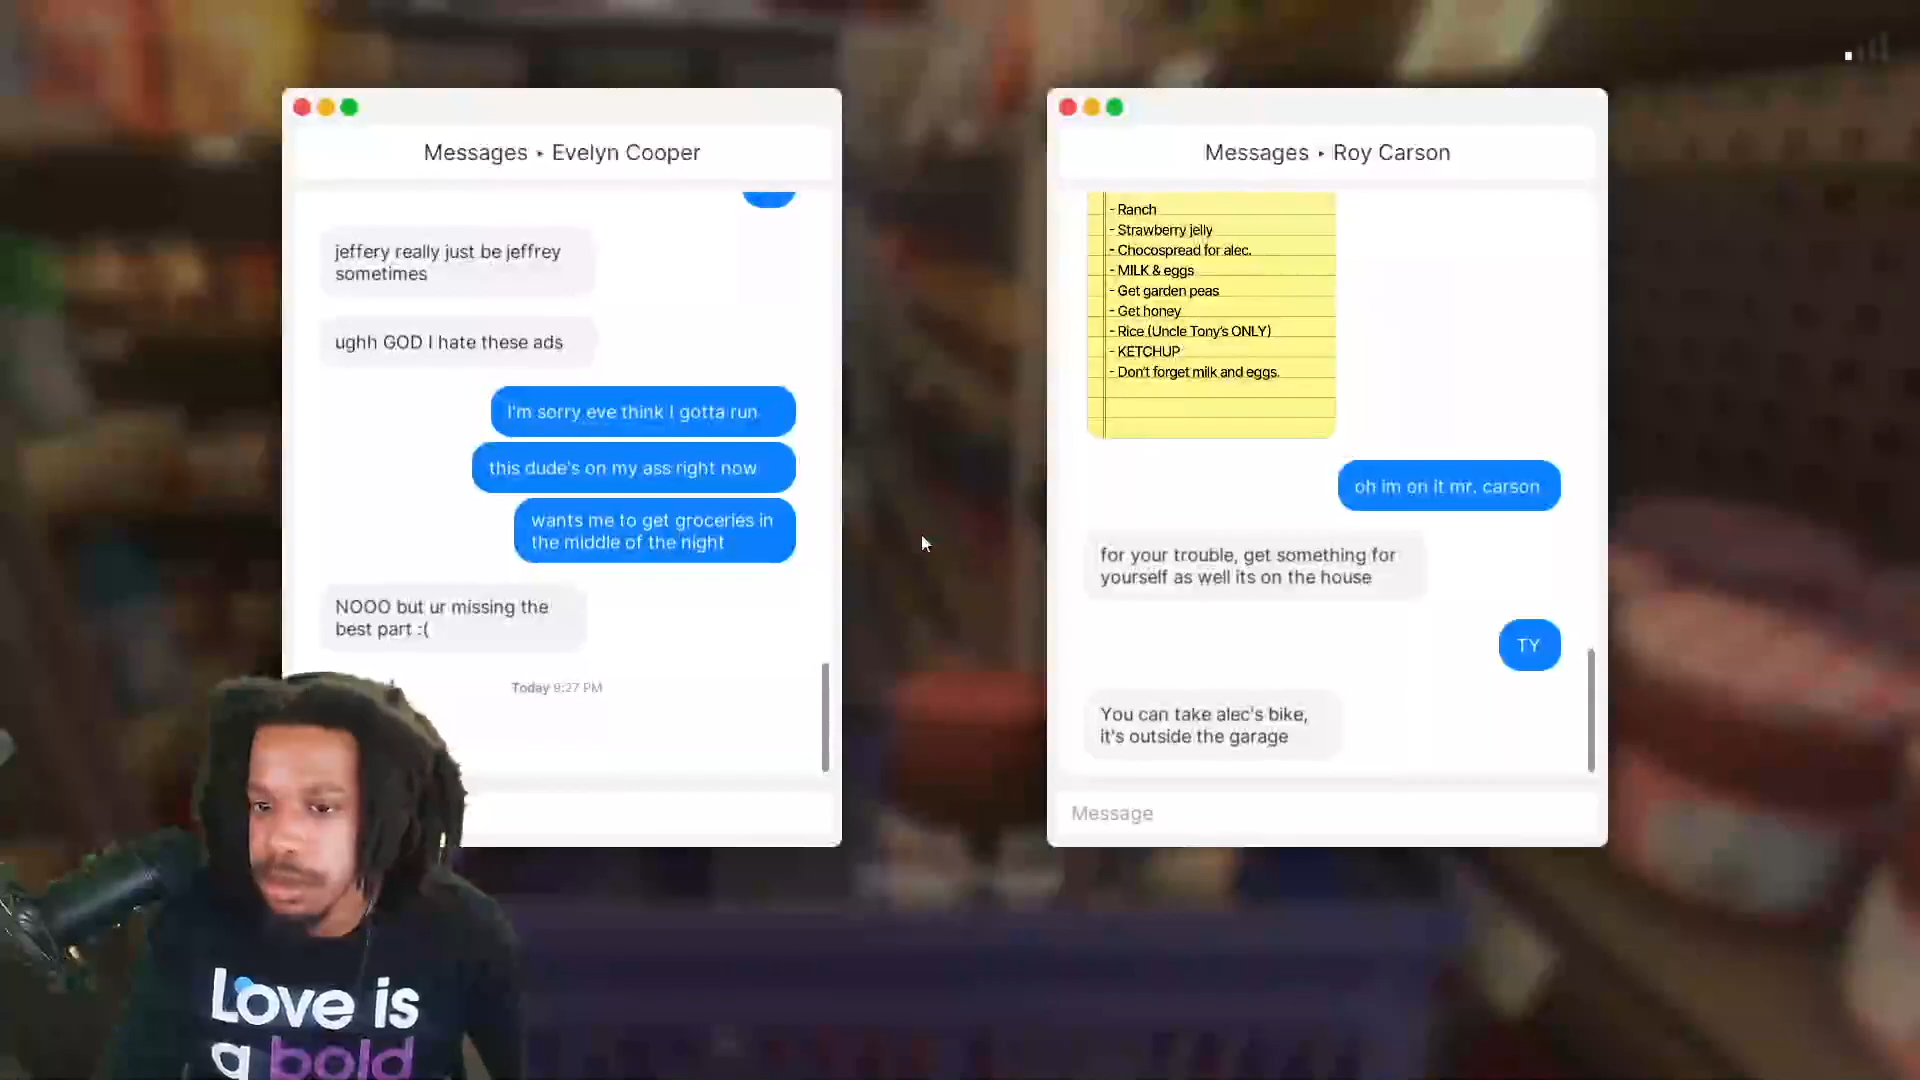 Messages ‣ Evelyn Cooper
jeffery really just be jeffrey
sometimes
ughh GOD I hate these ads
I'm sorry eve think I gotta run
this dude's on my ass right now
wants me to get groceries in
the middle of the night
NOOO but ur missing the
best part :(
Today 9:27 PM
Messages ‣ Roy Carson
- Ranch
- Strawberry jelly
- Chocospread for alec.
- MILK & eggs
- Get garden peas
- Get honey
- Rice (Uncle Tony's ONLY)
- KETCHUP
- Don't forget milk and eggs.
oh im on it mr. carson
for your trouble, get something for
yourself as well its on the house
TY
You can take alec's bike,
it's outside the garage
Message
Love is
a bold